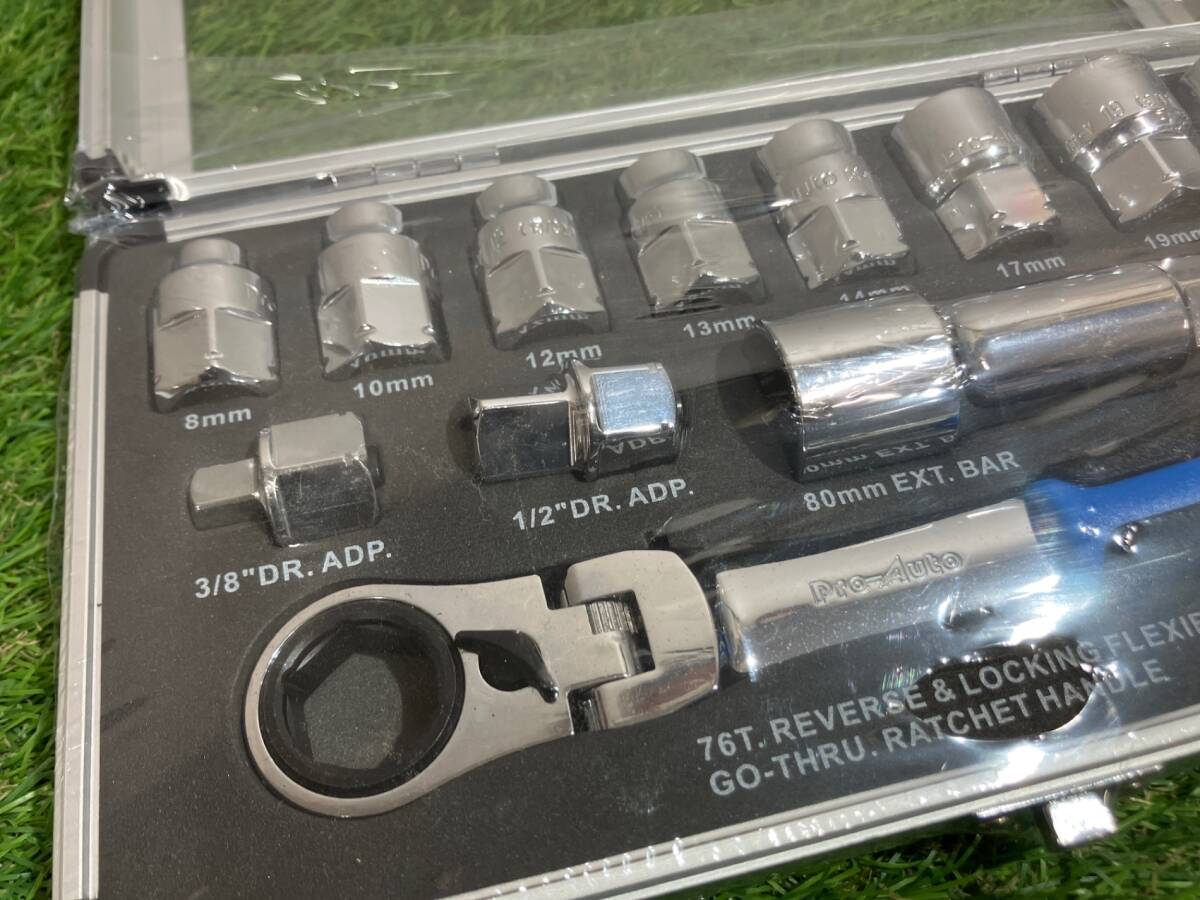 8mm
10mm
12mm
13mm
14mm
17mm
19mm
3/8"DR. ADP.
1/2"DR. ADP.
80mm EXT. BAR
Pro-Auto
76T. REVERSE & LOCKING
GO-THRU. RATCHET HANDLE